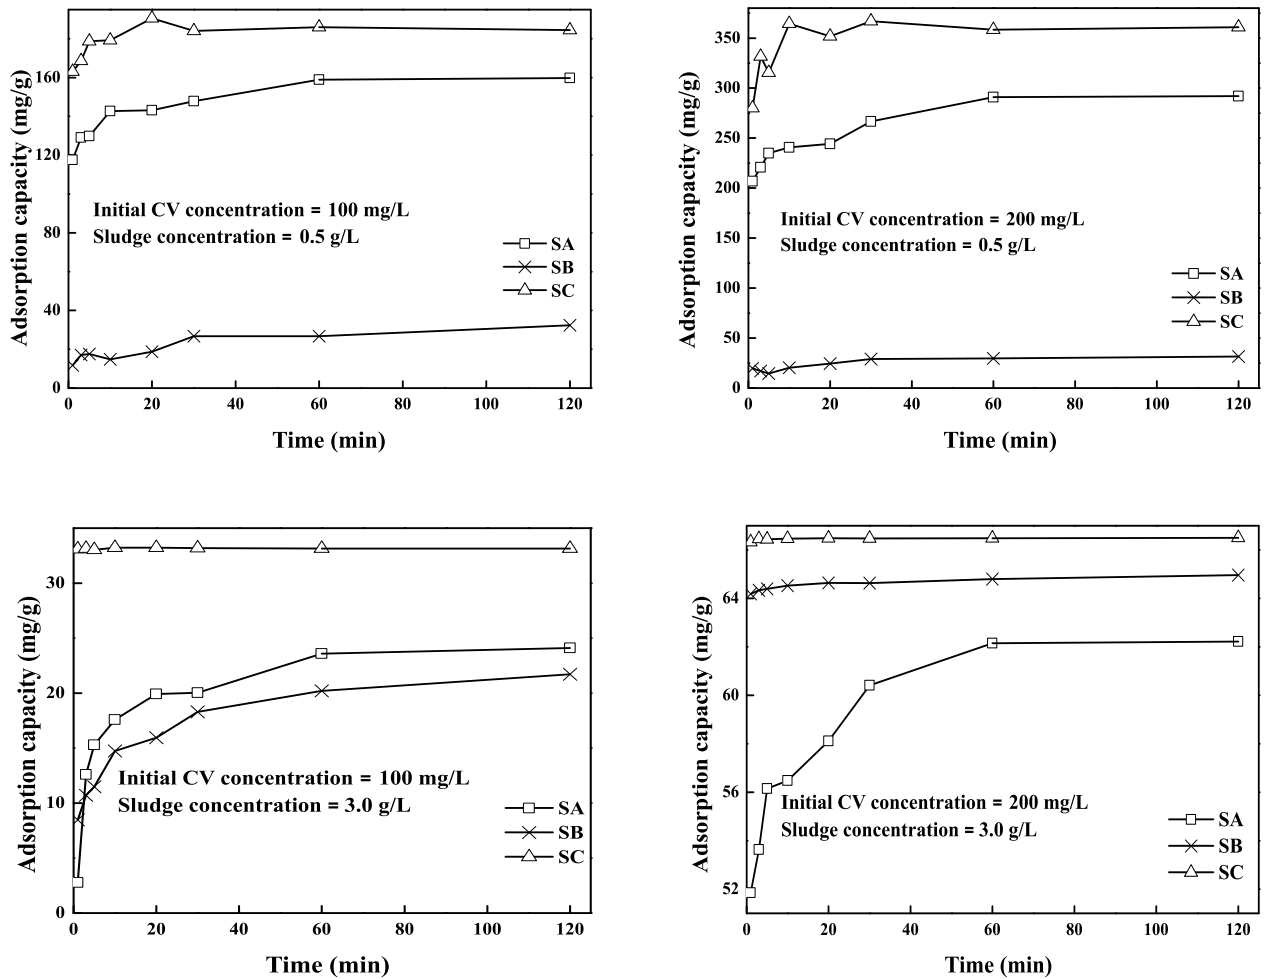 Adsorption capacity (mg/g)
160
120
80
40
0
Initial CV concentration = 100 mg/L
Sludge concentration = 0.5 g/L
SA
SB
SC
0 20 40 60 80 100 120
Time (min)
Adsorption capacity (mg/g)
350
300
250
200
150
100
50
0
Initial CV concentration = 200 mg/L
Sludge concentration = 0.5 g/L
SA
SB
SC
0 20 40 60 80 100 120
Time (min)
Adsorption capacity (mg/g)
30
20
10
0
Initial CV concentration = 100 mg/L
Sludge concentration = 3.0 g/L
SA
SB
SC
0 20 40 60 80 100 120
Time (min)
Adsorption capacity (mg/g)
64
60
56
52
Initial CV concentration = 200 mg/L
Sludge concentration = 3.0 g/L
SA
SB
SC
0 20 40 60 80 100 120
Time (min)